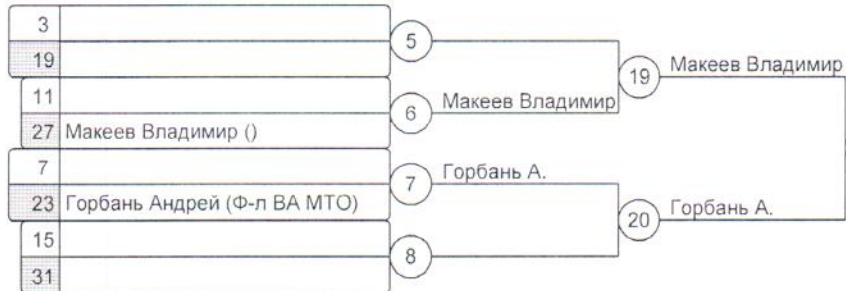 3
19
5
11
27 Макеев Владимир ()
6
Макеев Владимир
19
Макеев Владимир
7
23 Горбань Андрей (Ф-л ВА МТО)
7
Горбань А.
15
31
8
20
Горбань А.